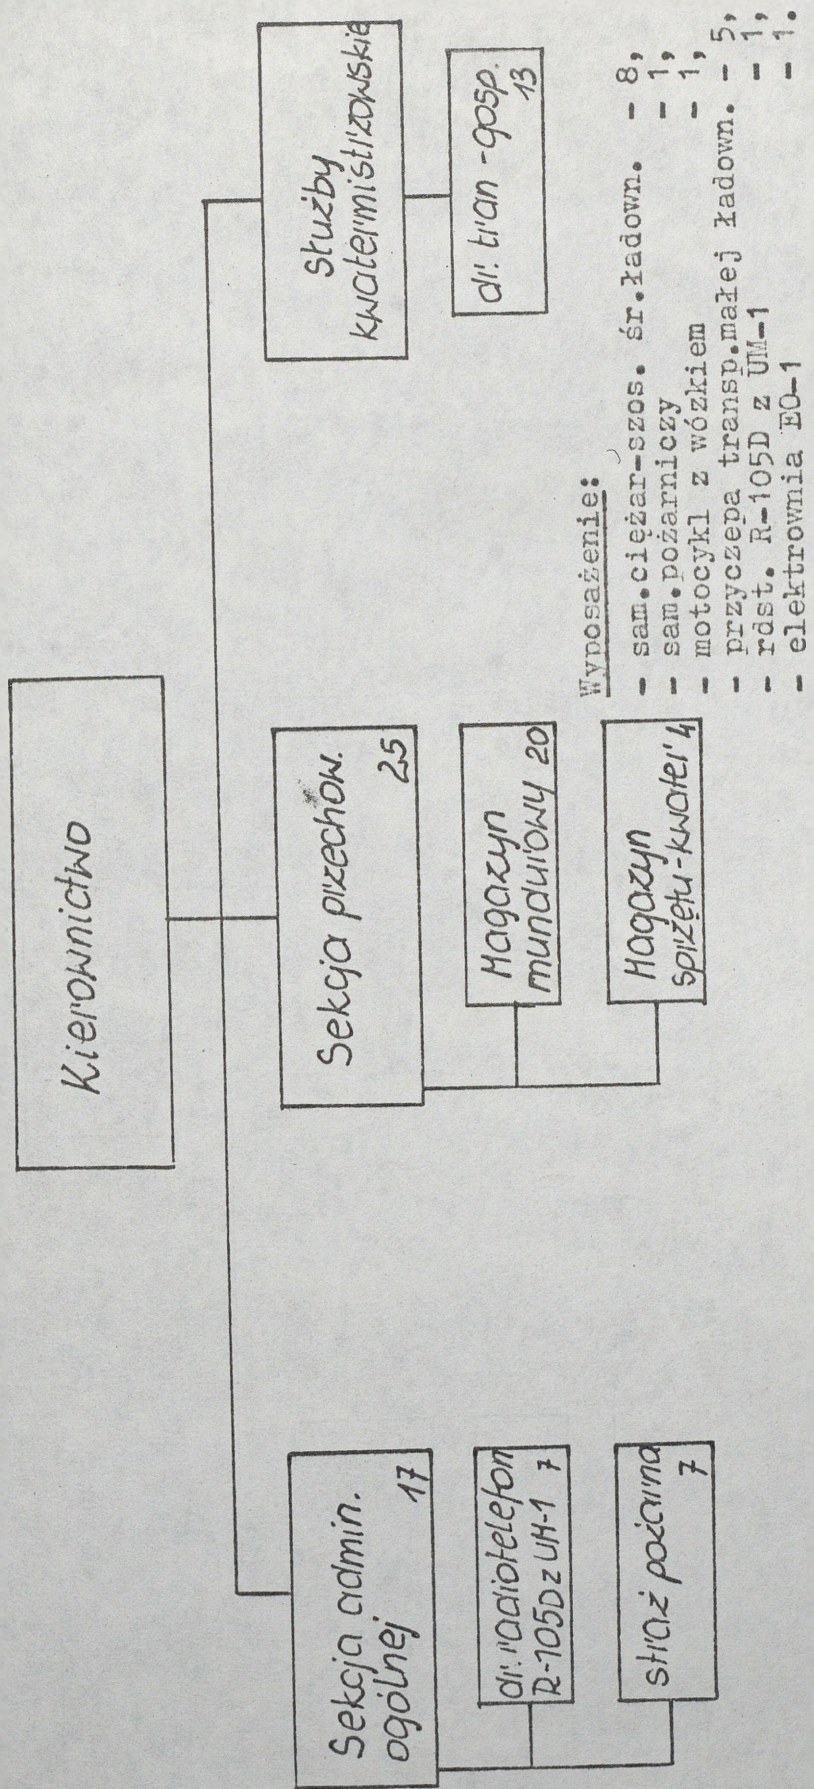 Kierownictwo
Sekcja admin.
ogólnej
17
dr. radiotelefon
R-105D z UM-1 7
straż pożarna
7
Sekcja przechow.
25
Magazyn
mundurowy 20
Magazyn
sprzętu-kwater. 4
Służby
kwatermistrzowskie
dr. tran-gosp.
13
Wyposażenie:
- sam.ciężar-szos. śr.ładown. - 8,
- sam.pożarniczy - 1,
- motocykl z wózkiem - 1,
- przyczepa transp.małej ładown. - 5,
- rdst. R-105D z UM-1 - 1,
- elektrownia EO-1 - 1.